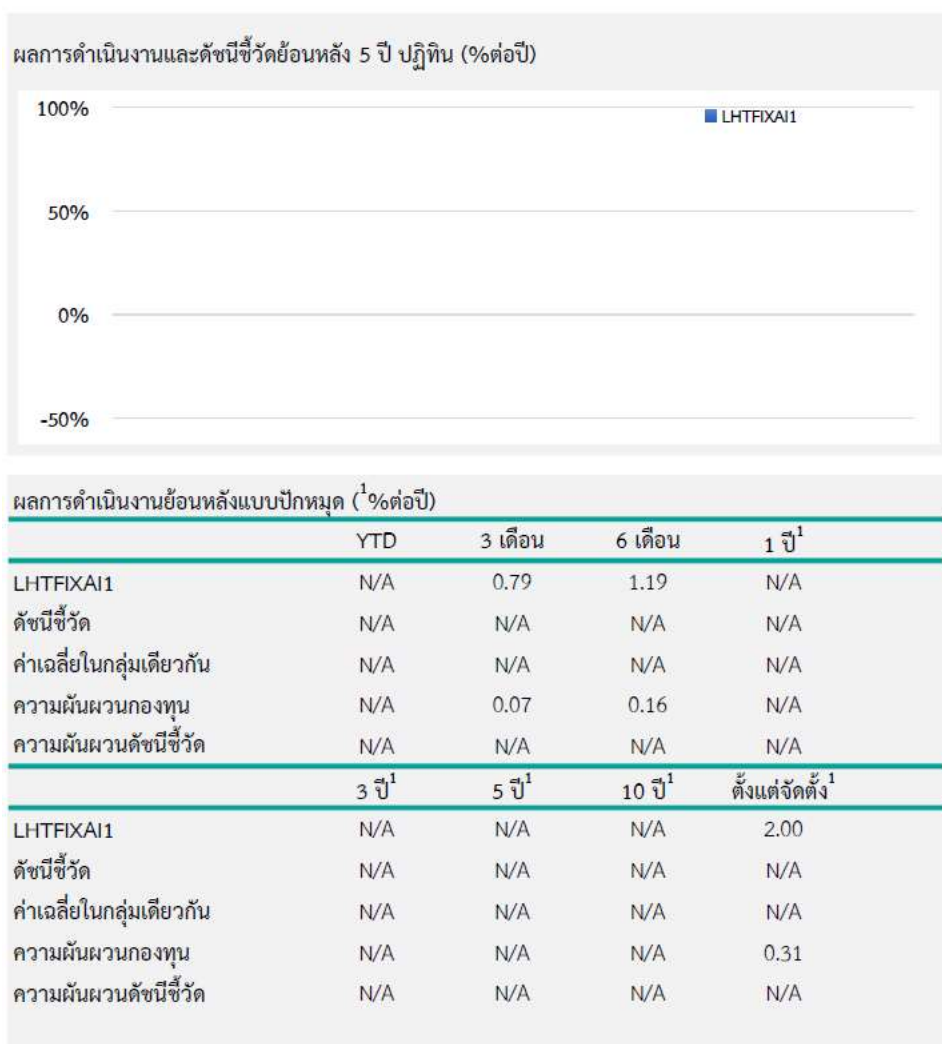 ผลการดำเนินงานและดัชนีชี้วัดย้อนหลัง 5 ปี ปฏิทิน (%ต่อปี)
100%
LHTFIXAI1
50%
0%
-50%
ผลการดำเนินงานย้อนหลังแบบปักหมุด (¹%ต่อปี)
YTD 3 เดือน 6 เดือน 1 ปี¹
LHTFIXAI1 N/A 0.79 1.19 N/A
ดัชนีชี้วัด N/A N/A N/A N/A
ค่าเฉลี่ยในกลุ่มเดียวกัน N/A N/A N/A N/A
ความผันผวนกองทุน N/A 0.07 0.16 N/A
ความผันผวนดัชนีชี้วัด N/A N/A N/A N/A
3 ปี¹ 5 ปี¹ 10 ปี¹ ตั้งแต่จัดตั้ง¹
LHTFIXAI1 N/A N/A N/A 2.00
ดัชนีชี้วัด N/A N/A N/A N/A
ค่าเฉลี่ยในกลุ่มเดียวกัน N/A N/A N/A N/A
ความผันผวนกองทุน N/A N/A N/A 0.31
ความผันผวนดัชนีชี้วัด N/A N/A N/A N/A